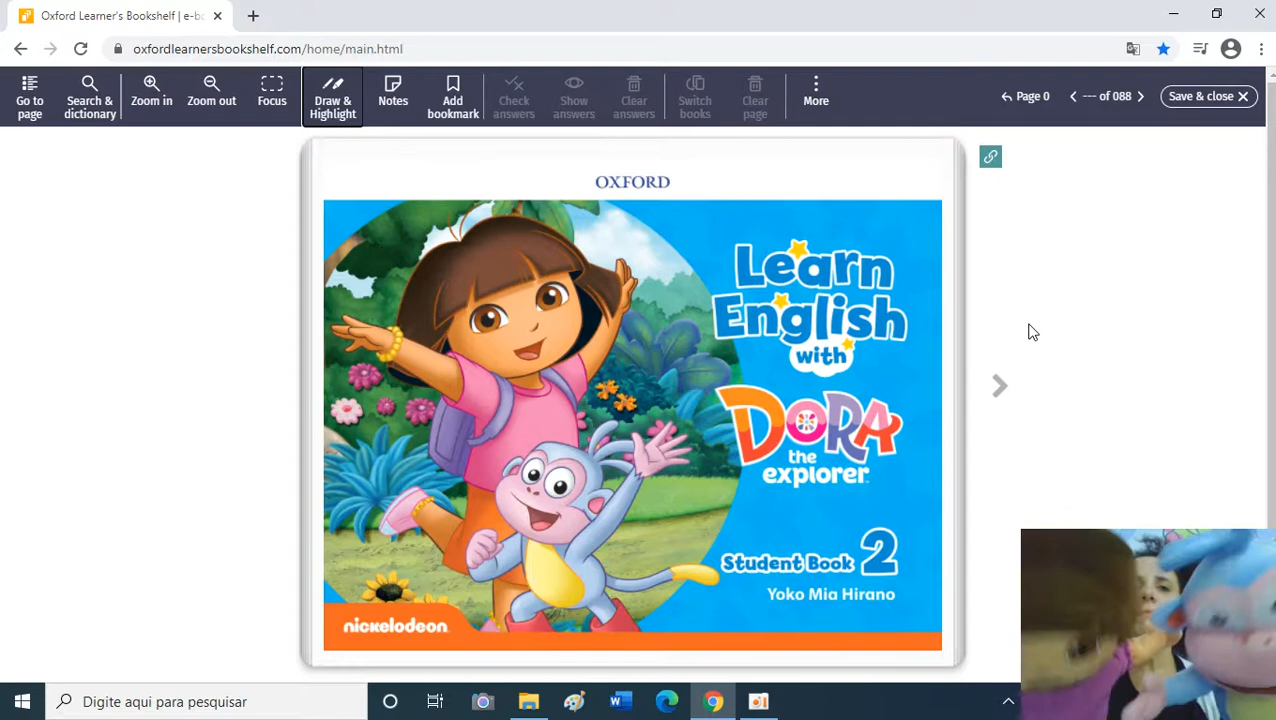 Oxford Learner's Bookshelf | e-bo
oxfordlearnersbookshelf.com/home/main.html
Go to page
Search & dictionary
Zoom in
Zoom out
Focus
Draw & Highlight
Notes
Add bookmark
Check answers
Show answers
Clear answers
Switch books
Clear page
More
Page 0
--- of 088
Save & close
OXFORD
Learn
English
with
DORA
the
explorer
Student Book 2
Yoko Mia Hirano
nickelodeon
Digite aqui para pesquisar